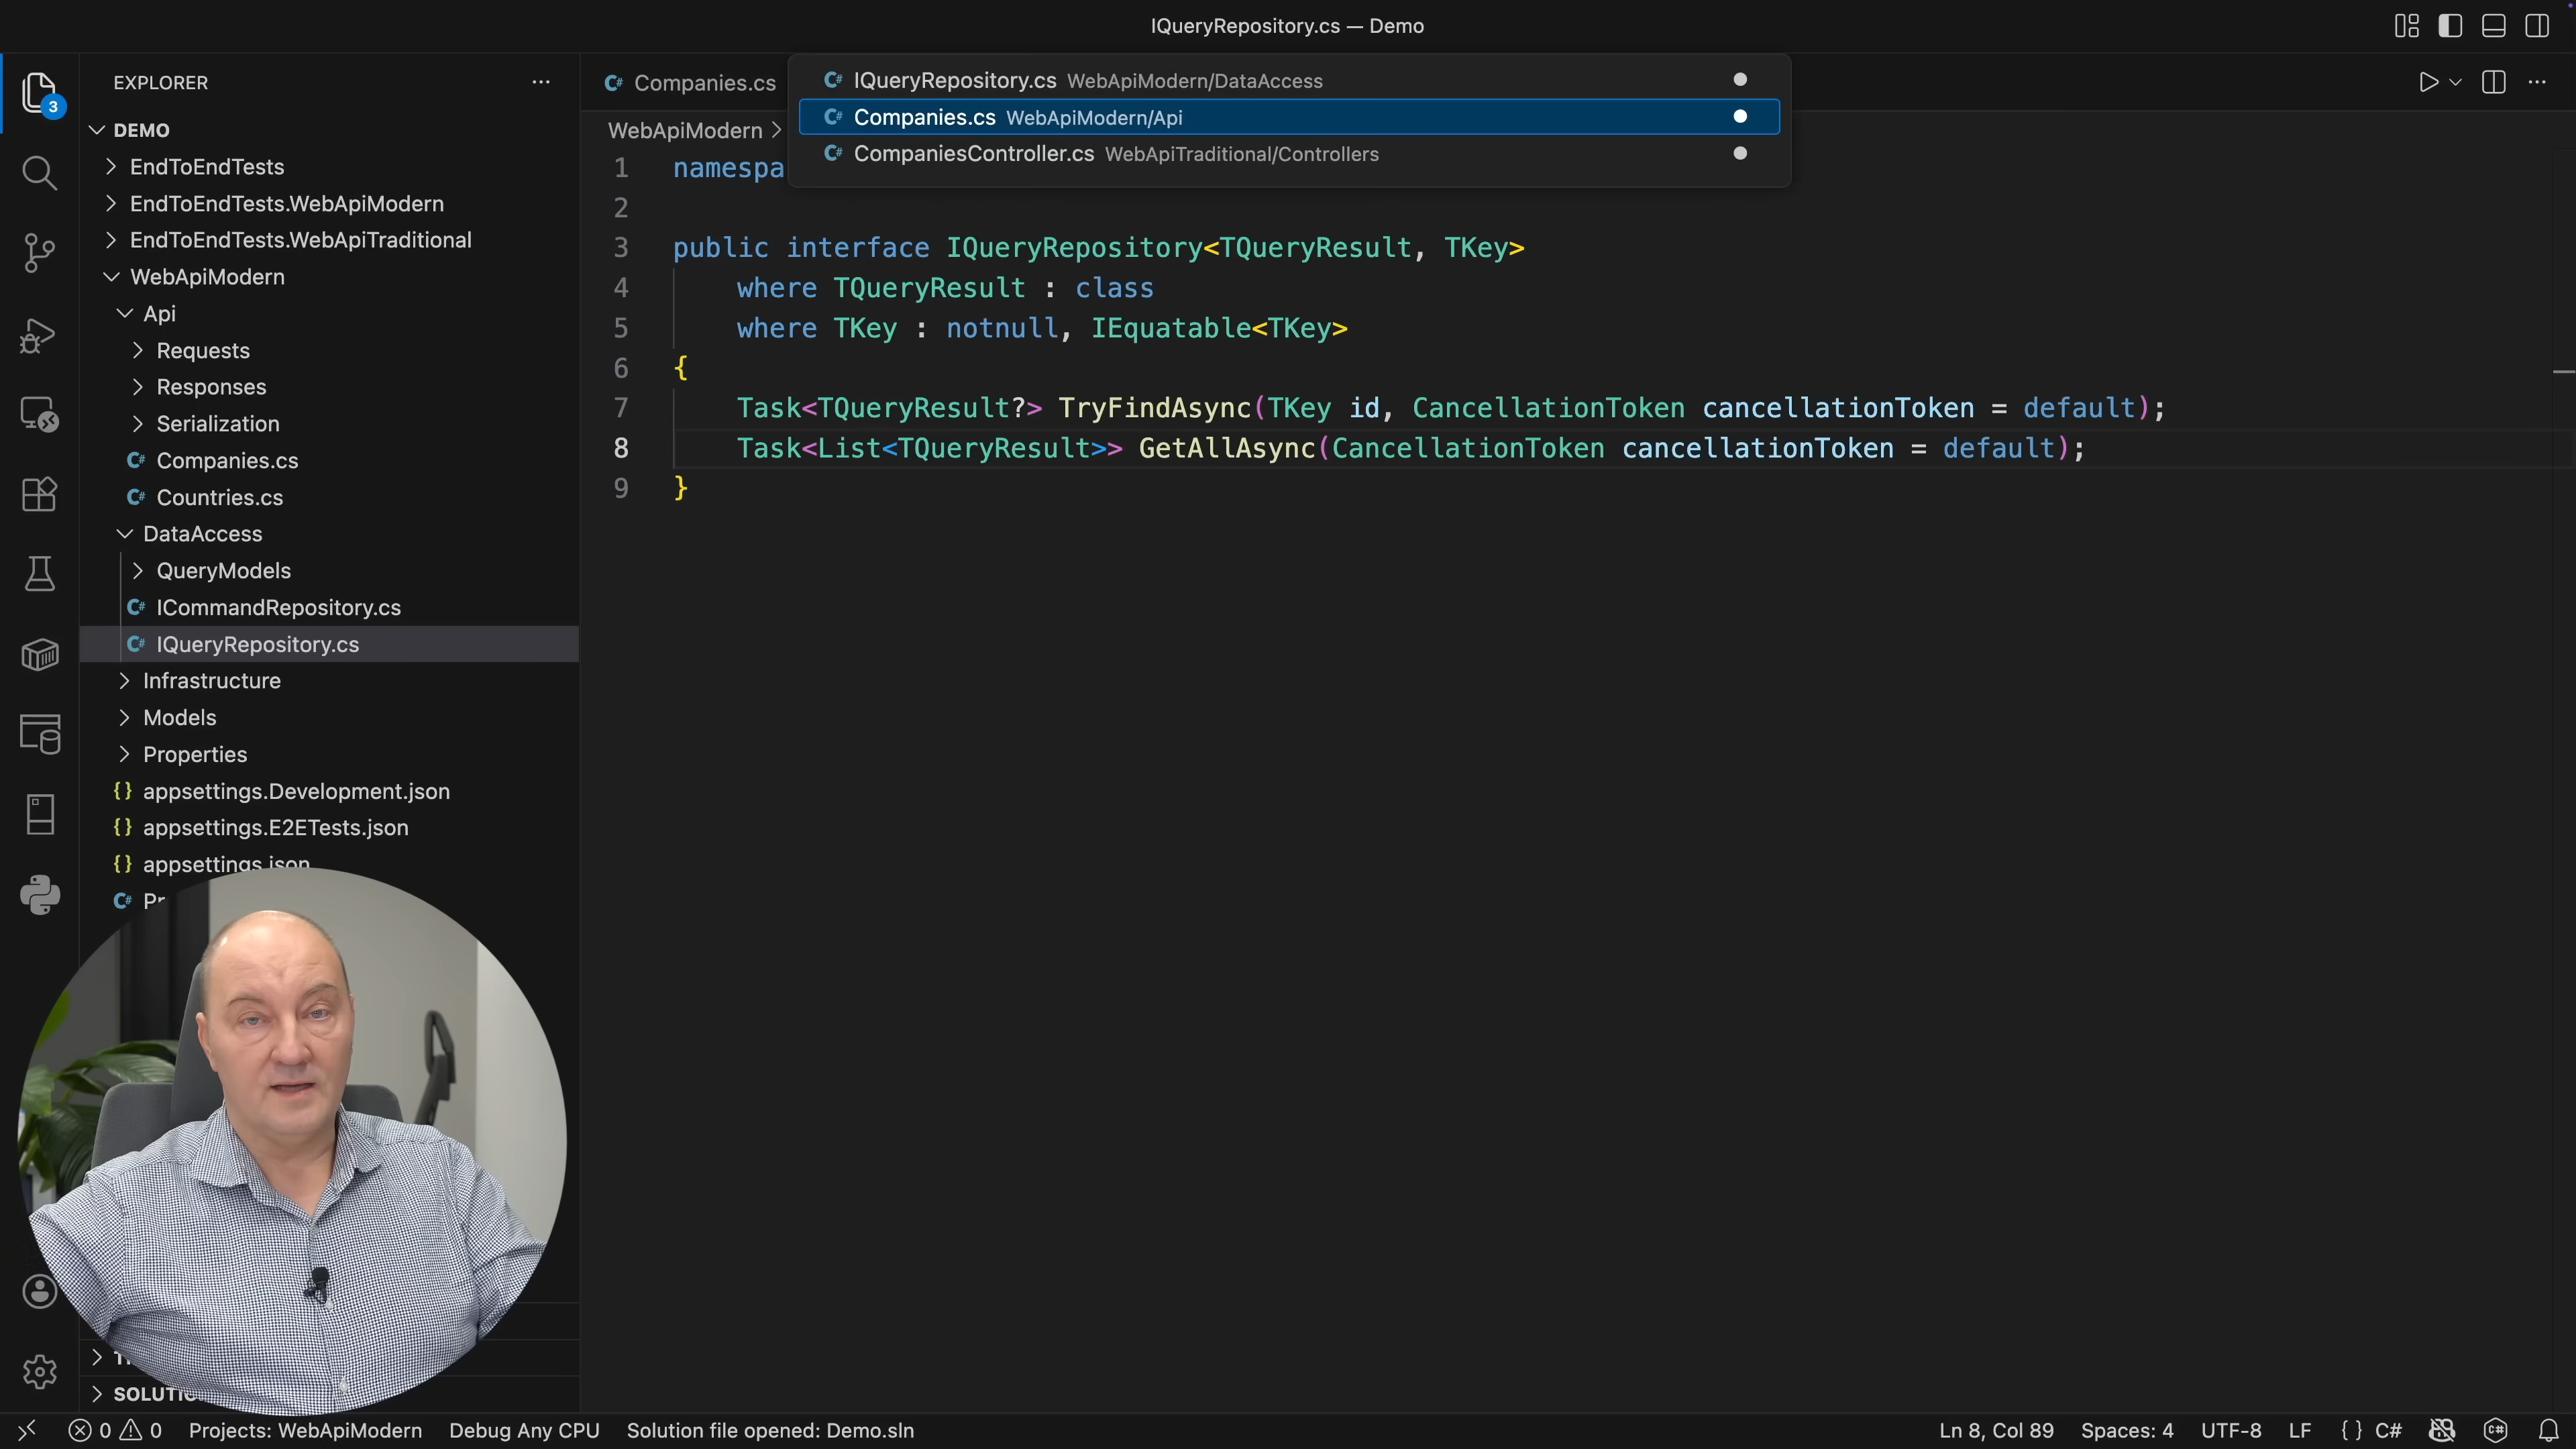 IQueryRepository.cs — Demo
3
EXPLORER
DEMO
EndToEndTests
EndToEndTests.WebApiModern
EndToEndTests.WebApiTraditional
WebApiModern
Api
Requests
Responses
Serialization
C# Companies.cs
C# Countries.cs
DataAccess
QueryModels
C# ICommandRepository.cs
C# IQueryRepository.cs
Infrastructure
Models
Properties
{} appsettings.Development.json
{} appsettings.E2ETests.json
{} appsettings.json
C#
SOLUTIO
C# Companies.cs
C# IQueryRepository.cs WebApiModern/DataAccess
C# Companies.cs WebApiModern/Api
C# CompaniesController.cs WebApiTraditional/Controllers
WebApiModern >
1 namespa
2
3 public interface IQueryRepository<TQueryResult, TKey>
4 where TQueryResult : class
5 where TKey : notnull, IEquatable<TKey>
6 {
7 Task<TQueryResult?> TryFindAsync(TKey id, CancellationToken cancellationToken = default);
8 Task<List<TQueryResult>> GetAllAsync(CancellationToken cancellationToken = default);
9 }
0 0 Projects: WebApiModern Debug Any CPU Solution file opened: Demo.sln Ln 8, Col 89 Spaces: 4 UTF-8 LF {} C#